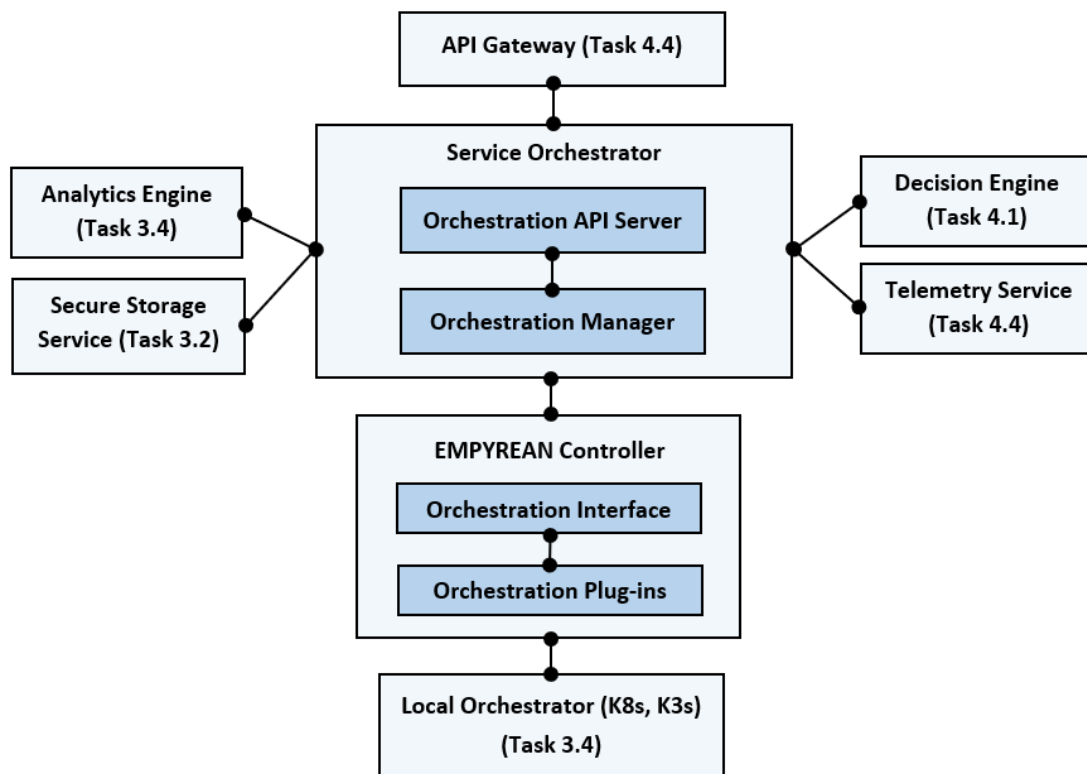 API Gateway (Task 4.4)
Service Orchestrator
Orchestration API Server
Orchestration Manager
Analytics Engine
(Task 3.4)
Secure Storage
Service (Task 3.2)
Decision Engine
(Task 4.1)
Telemetry Service
(Task 4.4)
EMPYREAN Controller
Orchestration Interface
Orchestration Plug-ins
Local Orchestrator (K8s, K3s)
(Task 3.4)